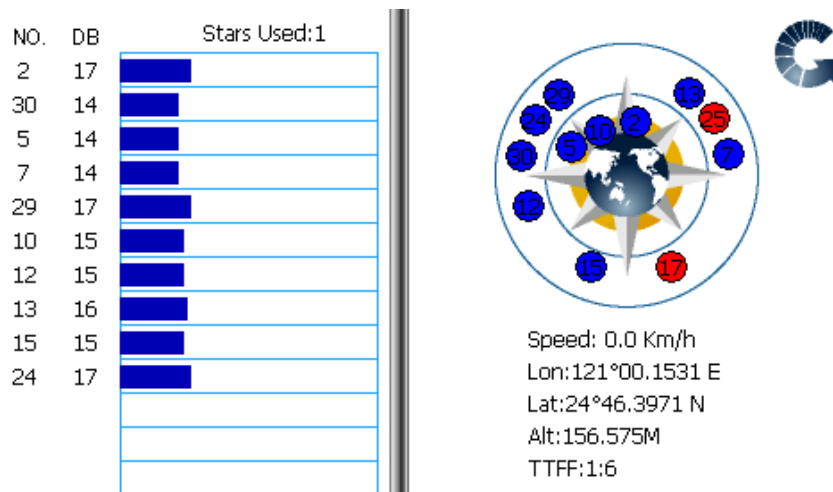 NO. DB Stars Used:1
2 17
30 14
5 14
7 14
29 17
10 15
12 15
13 16
15 15
24 17
29 13
24 25
10 2
5 7
30
12
15 17
Speed: 0.0 Km/h
Lon:121°00.1531 E
Lat:24°46.3971 N
Alt:156.575M
TTFF:1:6